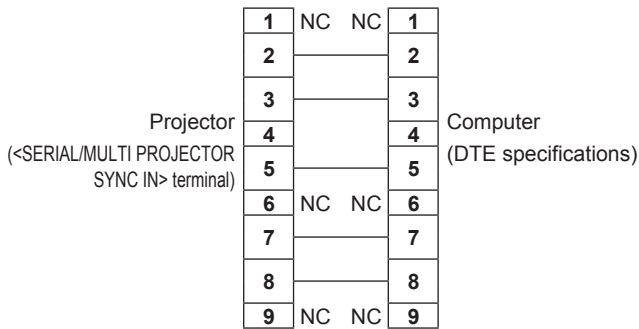 1 NC NC 1
2 2
3 3
Projector
Computer
4 4
(<SERIAL/MULTI PROJECTOR
SYNC IN> terminal)
(DTE specifications)
5 5
6 NC NC 6
7 7
8 8
9 NC NC 9